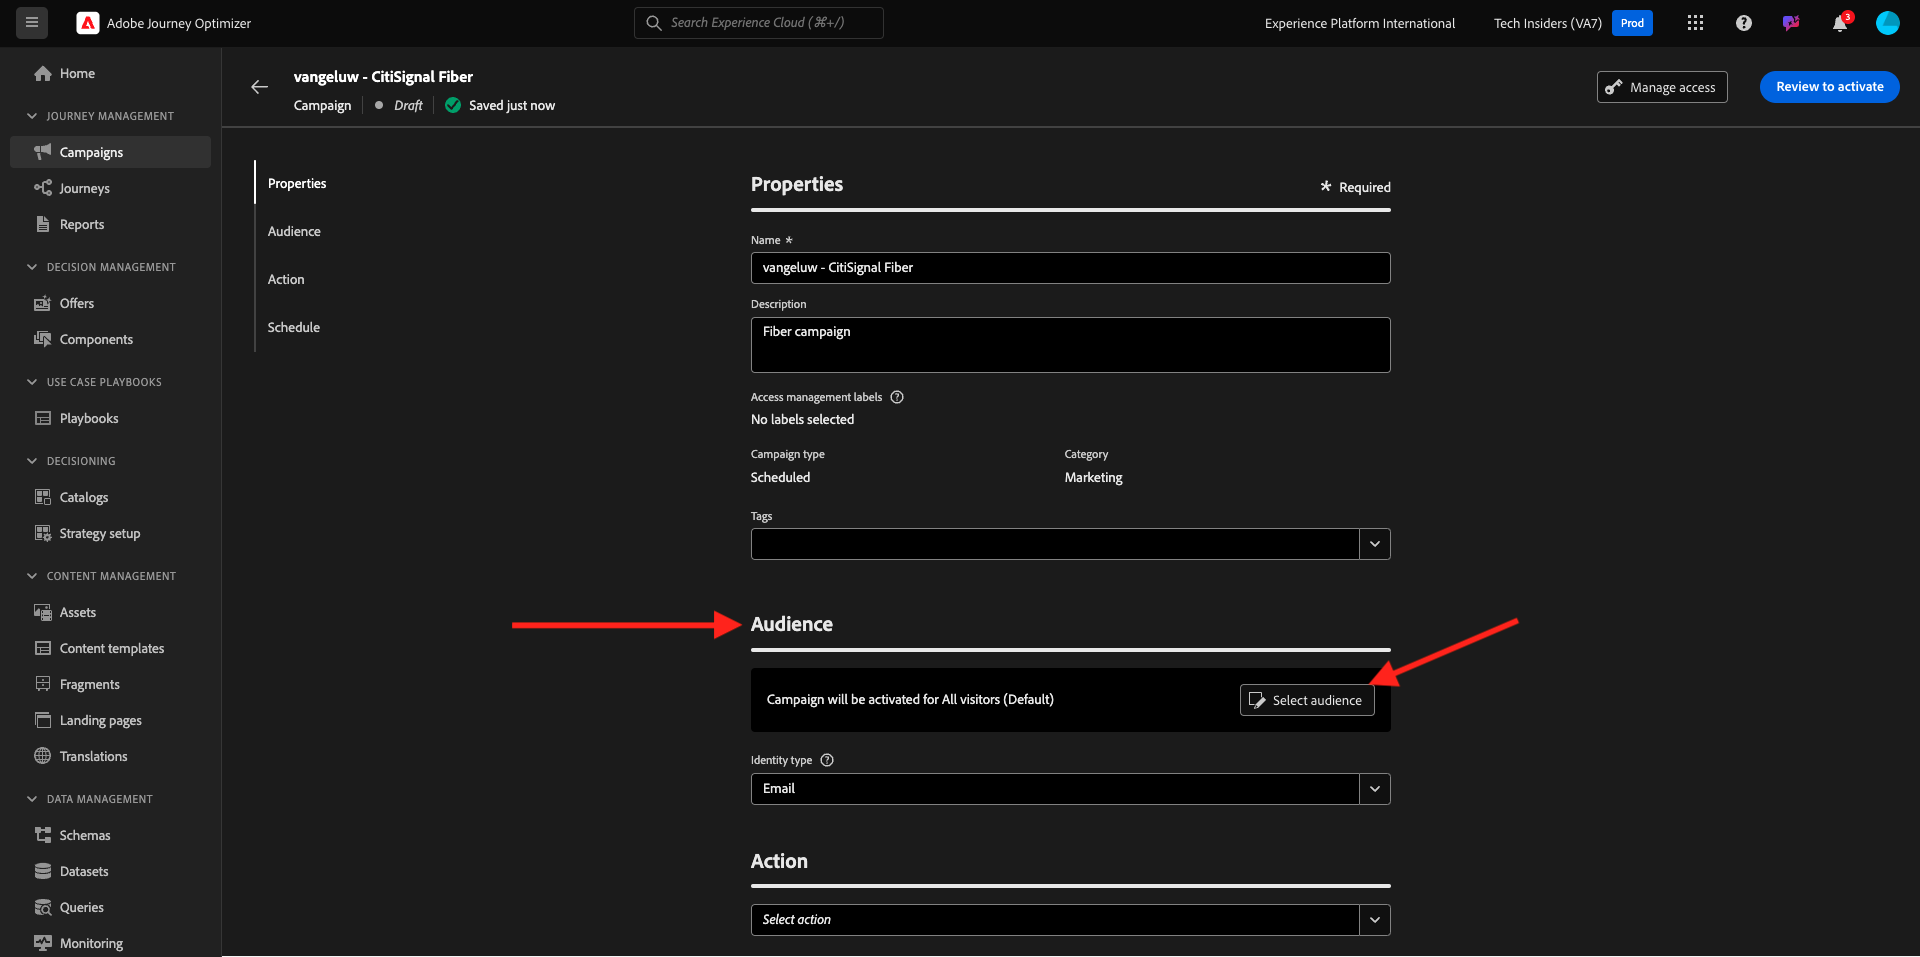 Adobe Journey Optimizer
Search Experience Cloud (⌘+/)
Experience Platform International
Tech Insiders (VA7)
Prod
3
Home
JOURNEY MANAGEMENT
Campaigns
Journeys
Reports
DECISION MANAGEMENT
Offers
Components
USE CASE PLAYBOOKS
Playbooks
DECISIONING
Catalogs
Strategy setup
CONTENT MANAGEMENT
Assets
Content templates
Fragments
Landing pages
Translations
DATA MANAGEMENT
Schemas
Datasets
Queries
Monitoring
vangeluw - CitiSignal Fiber
Campaign
Draft
Saved just now
Manage access
Review to activate
Properties
Audience
Action
Schedule
Properties
* Required
Name *
vangeluw - CitiSignal Fiber
Description
Fiber campaign
Access management labels
No labels selected
Campaign type
Scheduled
Category
Marketing
Tags
Audience
Campaign will be activated for All visitors (Default)
Select audience
Identity type
Email
Action
Select action